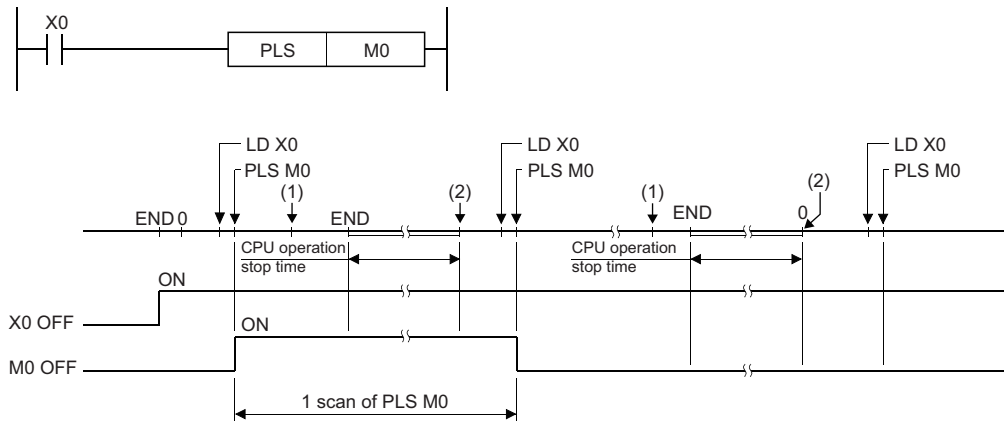 X0
PLS M0
LD X0
PLS M0
LD X0
PLS M0
LD X0
PLS M0
(1)
(2)
(1)
(2)
END 0
END
END
0
CPU operation
stop time
CPU operation
stop time
ON
X0 OFF
ON
M0 OFF
1 scan of PLS M0